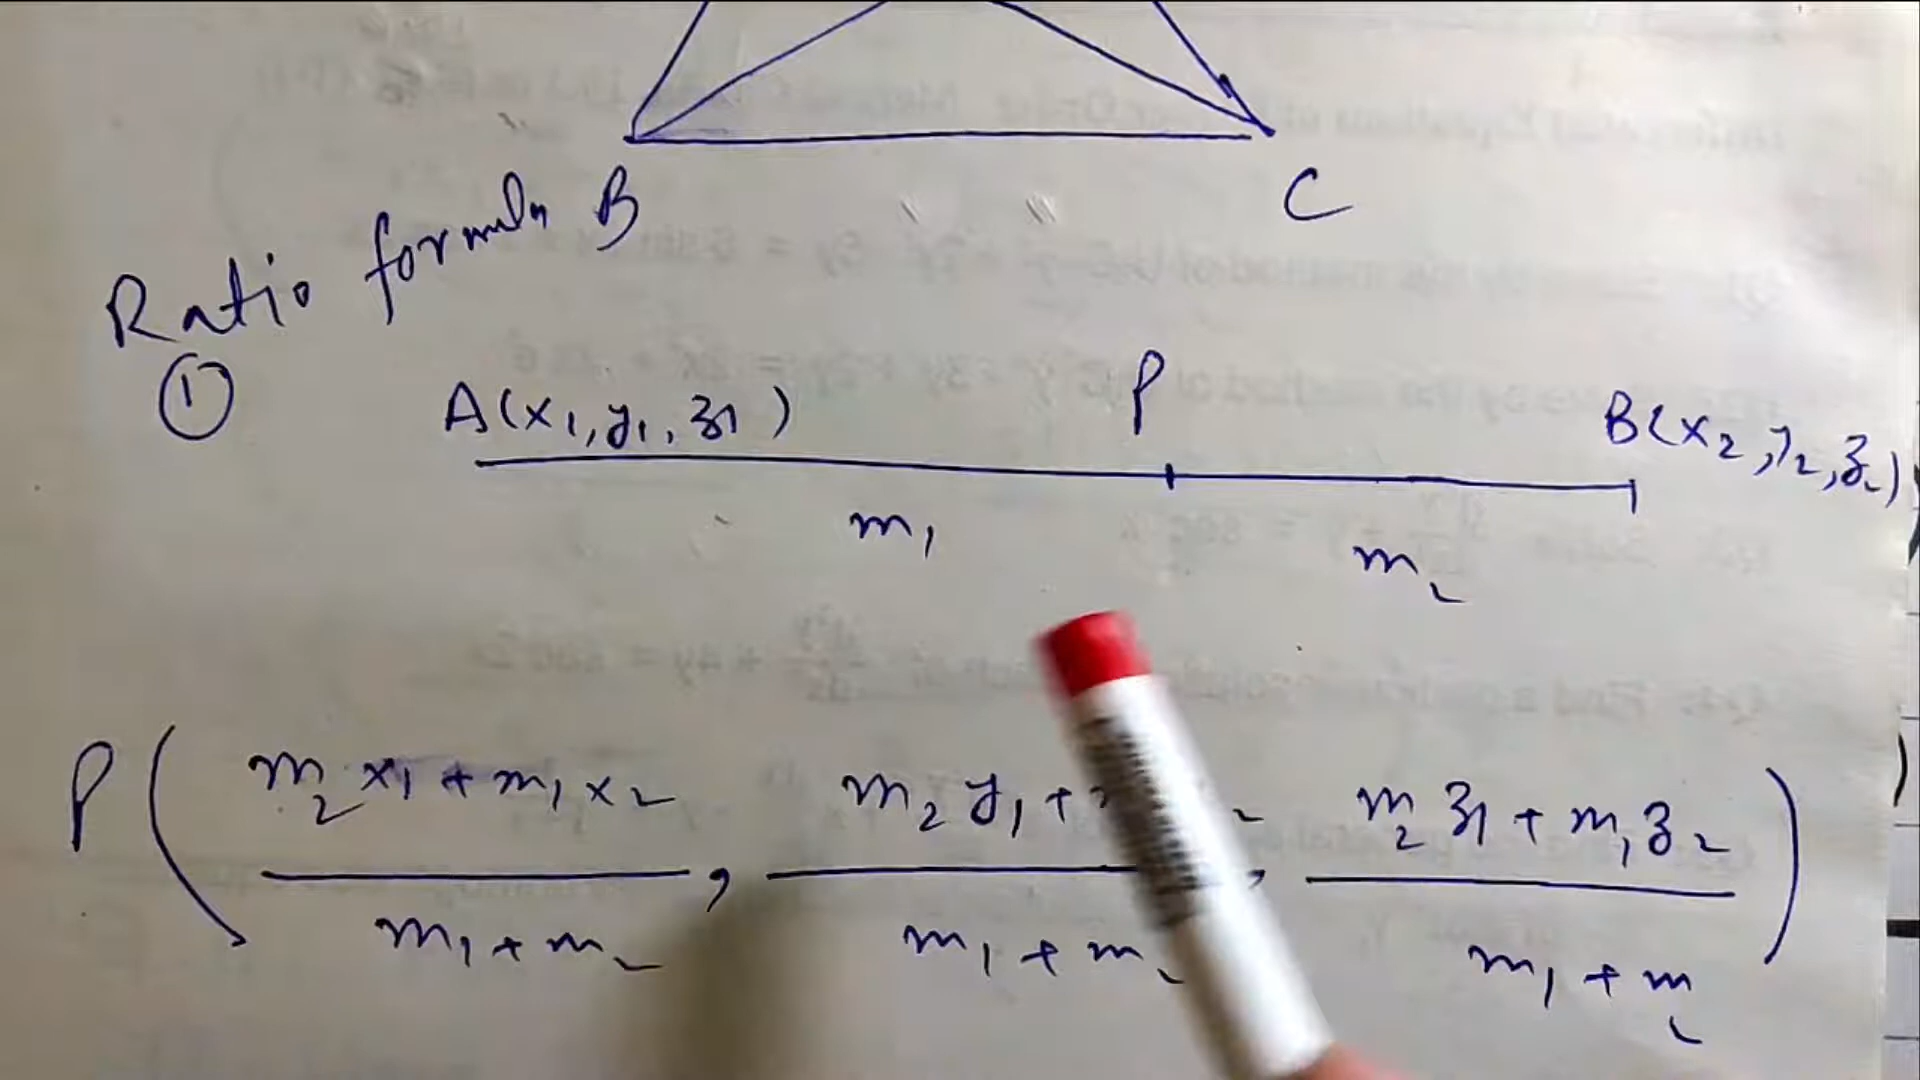 B C
Ratio formula
①
A(x₁, y₁, z₁) P B(x₂, y₂, z₂)
m₁ m₂
P ( (m₂x₁ + m₁x₂)/(m₁ + m₂) , (m₂y₁ + ₂)/(m₁ + m₂) , (m₂z₁ + m₁z₂)/(m₁ + m₂) )